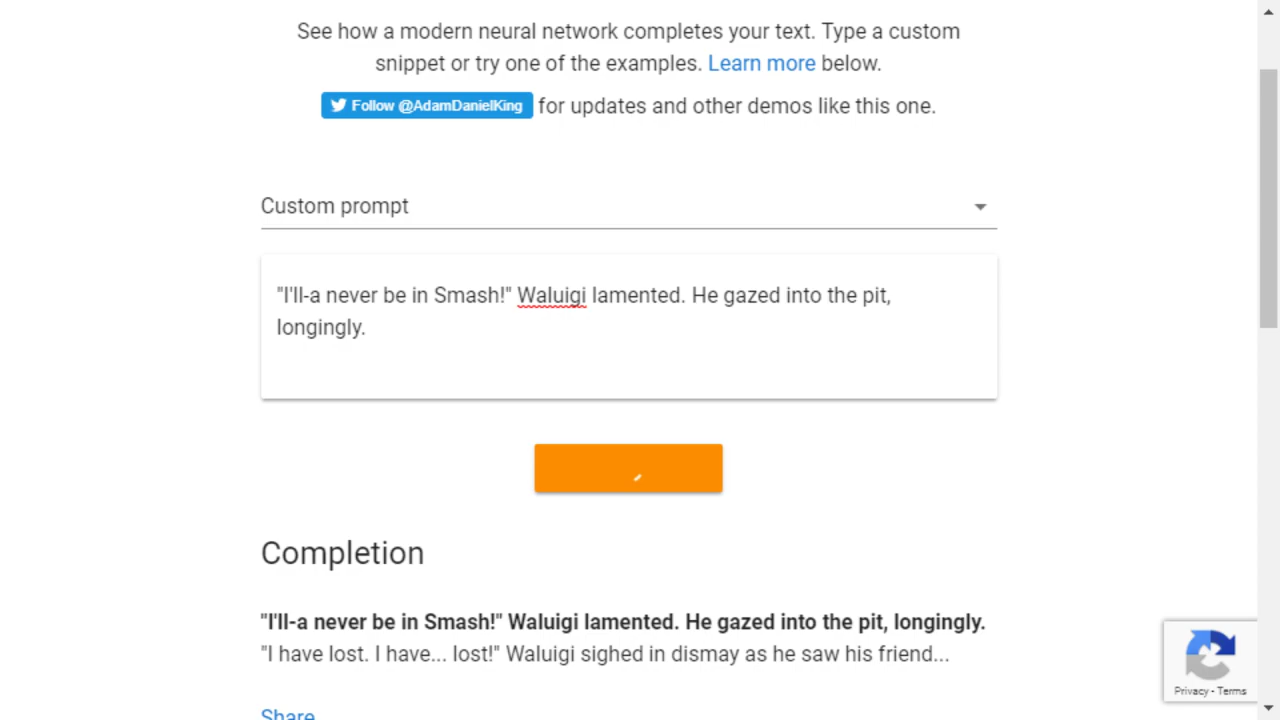 See how a modern neural network completes your text. Type a custom
snippet or try one of the examples. Learn more below.
Follow @AdamDanielKing for updates and other demos like this one.
Custom prompt
"I'll-a never be in Smash!" Waluigi lamented. He gazed into the pit,
longingly.
Completion
"I'll-a never be in Smash!" Waluigi lamented. He gazed into the pit, longingly.
"I have lost. I have... lost!" Waluigi sighed in dismay as he saw his friend...
Privacy - Terms
Share